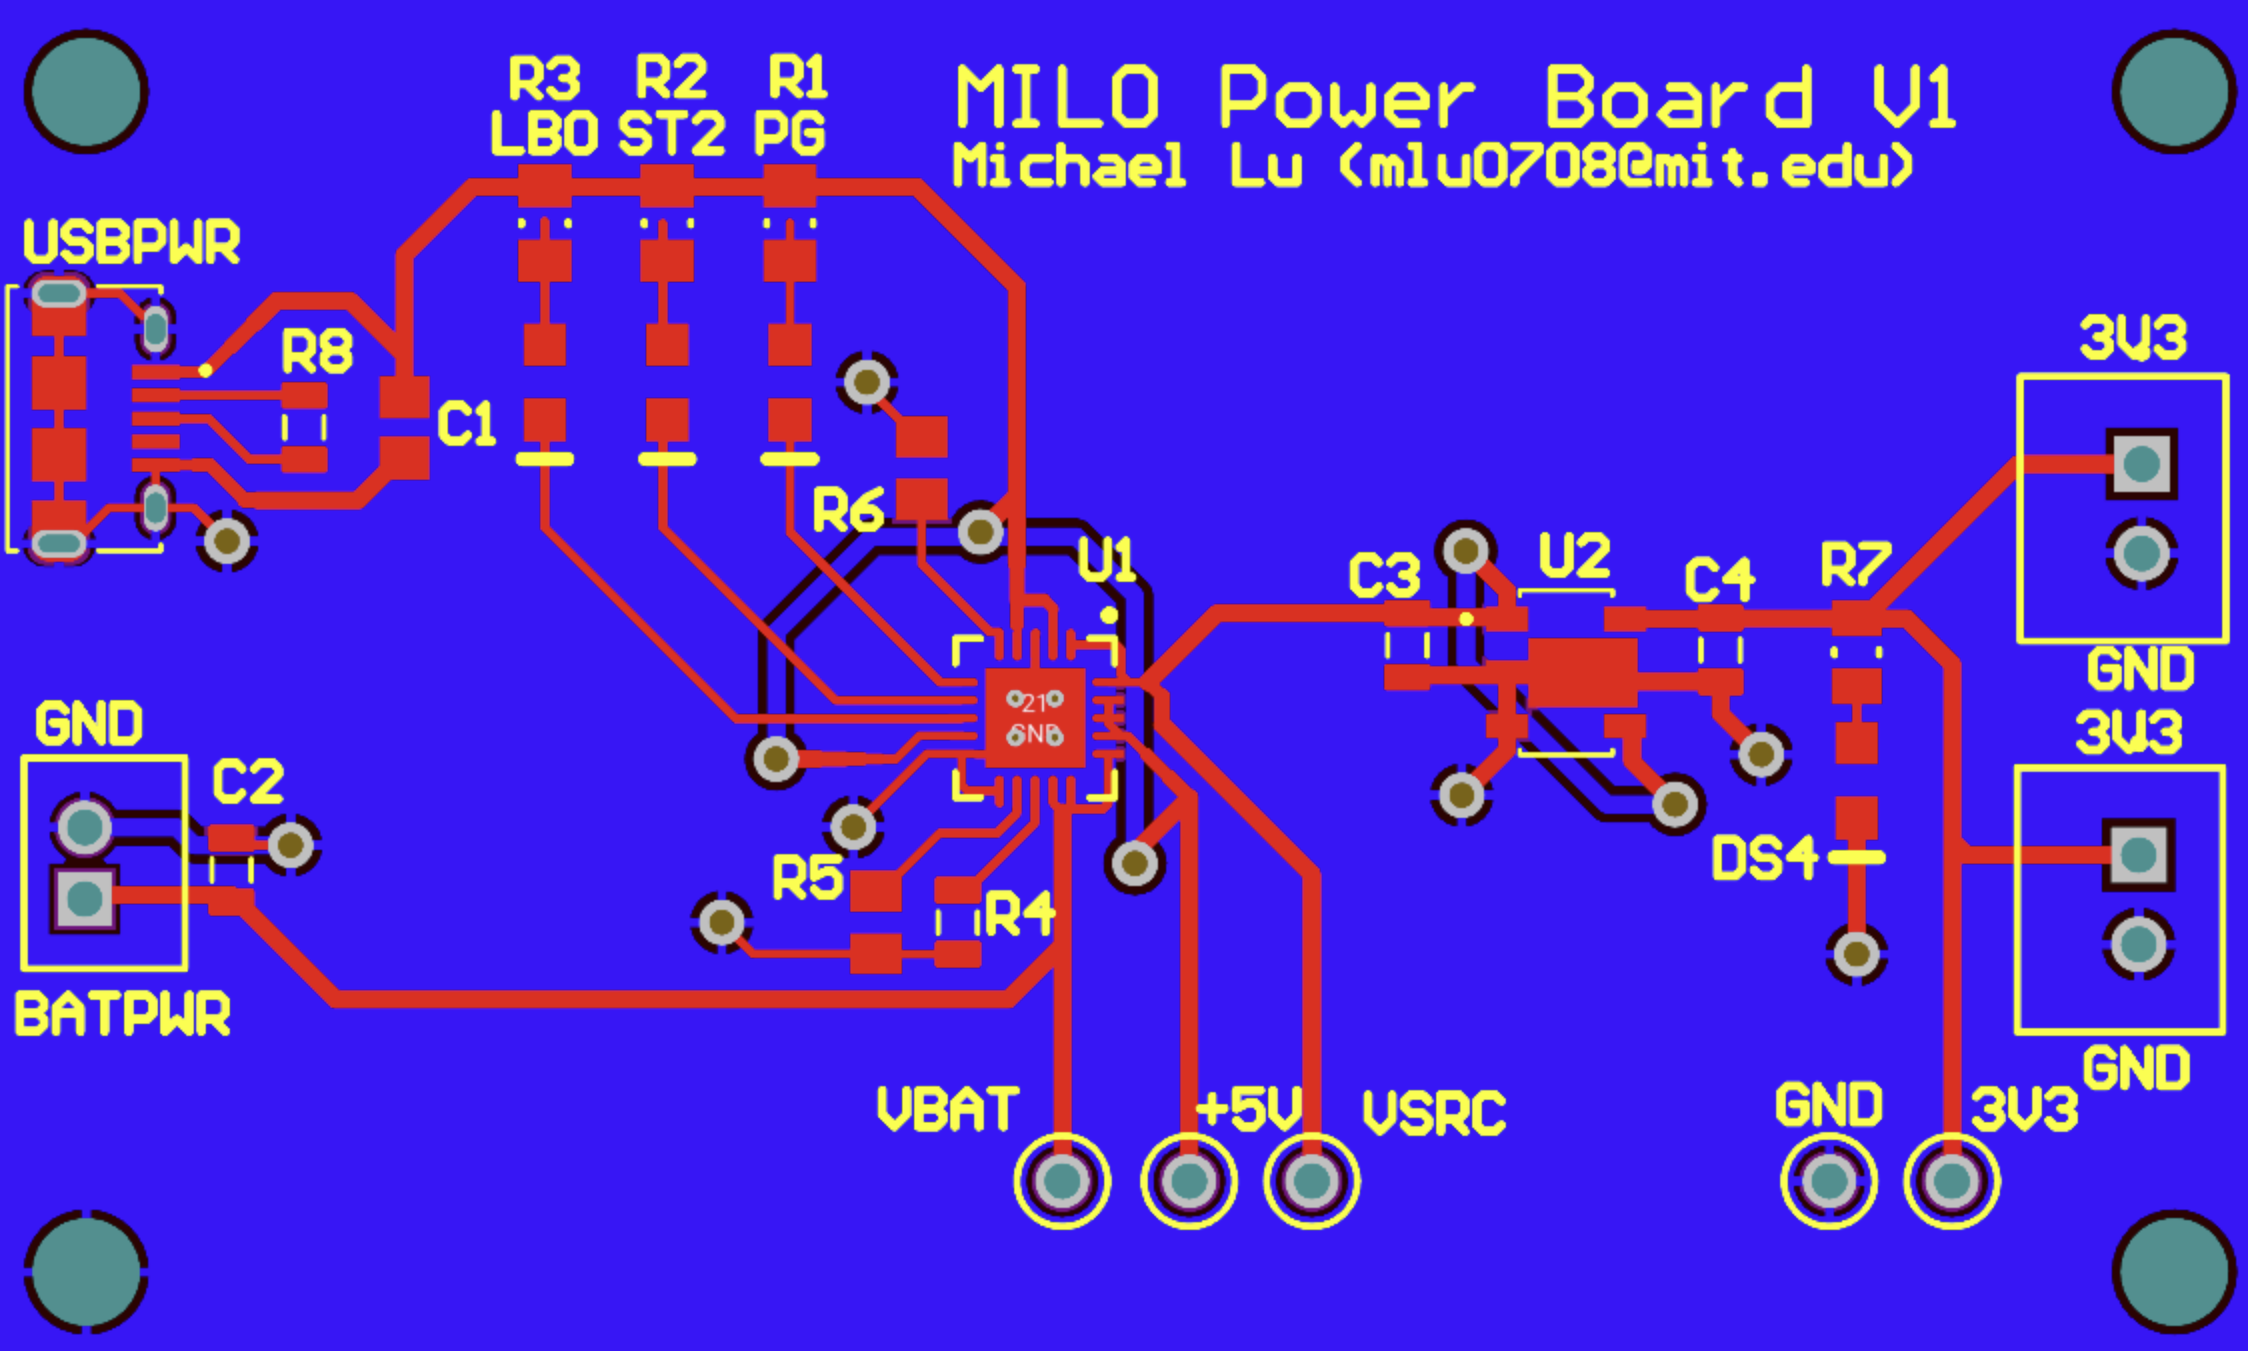 R3 R2 R1
LBO ST2 PG
MILO Power Board V1
Michael Lu (mlu0708@mit.edu)
USBPWR
R8
C1
3V3
R6
U1
C3
U2
C4
R7
GND
GND
3V3
C2
21
GND
R5
R4
DS4
BATPWR
GND
VBAT +5V VSRC
GND 3V3